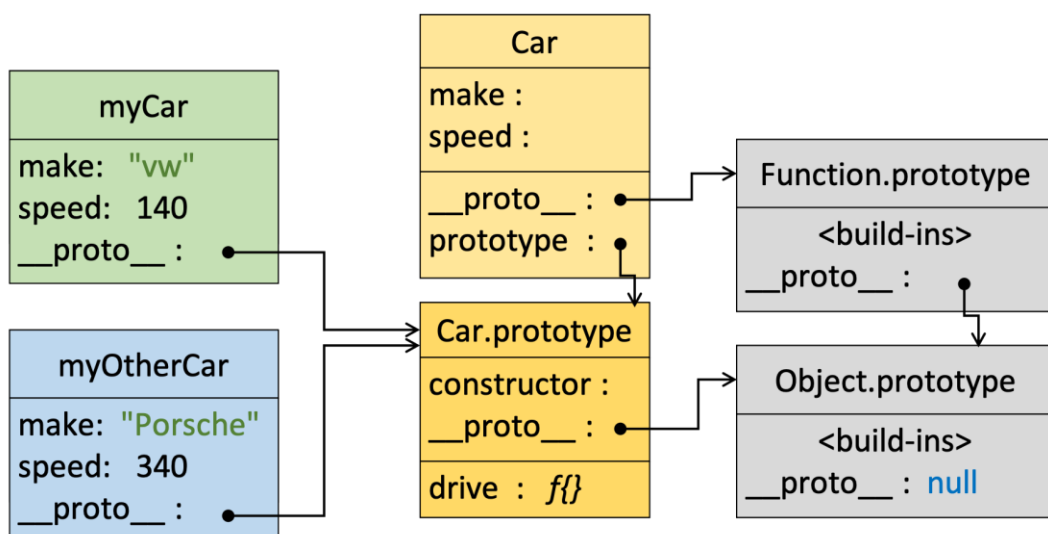 myCar
make: "vw"
speed: 140
__proto__ :
myOtherCar
make: "Porsche"
speed: 340
__proto__ :
Car
make :
speed :
__proto__ :
prototype :
Car.prototype
constructor :
__proto__ :
drive : f{}
Function.prototype
<build-ins>
__proto__ :
Object.prototype
<build-ins>
__proto__ : null